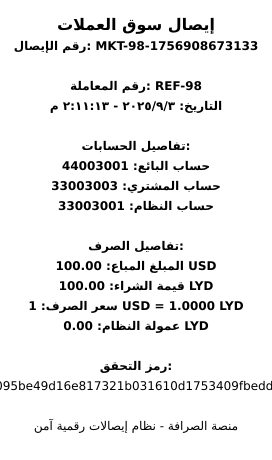 إيصال سوق العملات
رقم الإيصال: MKT-98-1756908673133
رقم المعاملة: REF-98
التاريخ: ٢٠٢٥/٩/٣ - ٢:١١:١٣ م
تفاصيل الحسابات:
حساب البائع: 44003001
حساب المشتري: 33003003
حساب النظام: 33003001
تفاصيل الصرف:
المبلغ المباع: 100.00 USD
قيمة الشراء: 100.00 LYD
سعر الصرف: 1 USD = 1.0000 LYD
عمولة النظام: 0.00 LYD
رمز التحقق:
095be49d16e817321b031610d1753409fbedd
منصة الصرافة - نظام إيصالات رقمية آمن